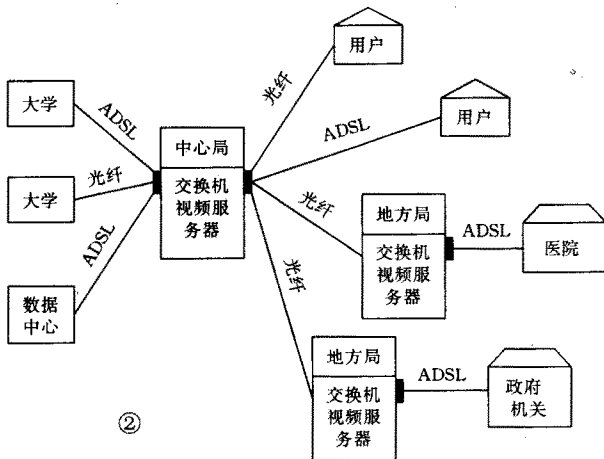 用户
光纤
大学
ADSL
ADSL
用户
中心局
光纤
大学
交换机
视频服
务器
光纤
地方局
ADSL
医院
交换机
视频服
务器
ADSL
光纤
数据
中心
地方局
ADSL
政府
机关
交换机
视频服
务器
②